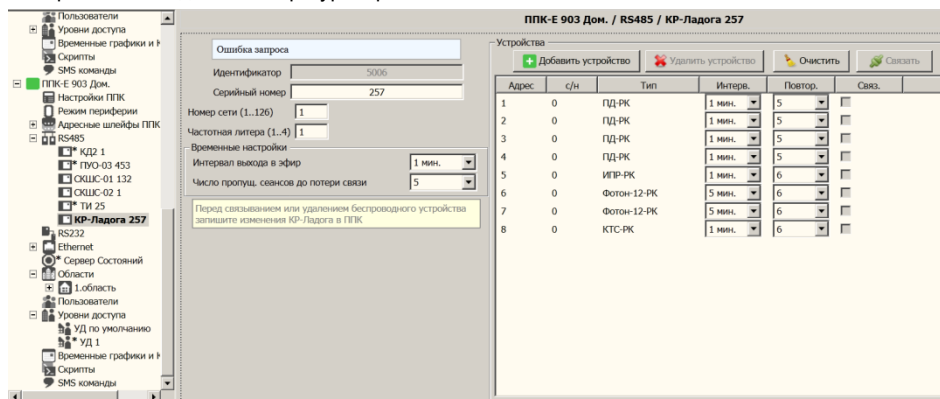 Пользователи
Уровни доступа
Временные графики и К
Скрипты
SMS команды
ППК-Е 903 Дом.
Настройки ППК
Режим периферии
Адресные шлейфы ППК
RS485
* КД2 1
* ПУО-03 453
СКШС-01 132
СКШС-02 1
* ТИ 25
КР-Ладога 257
RS232
Ethernet
* Сервер Состояний
Области
1.область
Пользователи
Уровни доступа
УД по умолчанию
* УД 1
Временные графики и К
Скрипты
SMS команды
ППК-Е 903 Дом. / RS485 / КР-Ладога 257
Ошибка запроса
Идентификатор 5006
Серийный номер 257
Номер сети (1..126) 1
Частотная литера (1..4) 1
Временные настройки
Интервал выхода в эфир 1 мин.
Число пропущ. сеансов до потери связи 5
Перед связыванием или удалением беспроводного устройства
запишите изменения КР-Ладога в ППК
Устройства
Добавить устройство Удалить устройство Очистить Связать
Адрес с/н Тип Интерв. Повтор. Связ.
1 0 ПД-РК 1 мин. 5
2 0 ПД-РК 1 мин. 5
3 0 ПД-РК 1 мин. 5
4 0 ПД-РК 1 мин. 5
5 0 ИПР-РК 1 мин. 6
6 0 Фотон-12-РК 5 мин. 6
7 0 Фотон-12-РК 5 мин. 6
8 0 КТС-РК 1 мин. 6